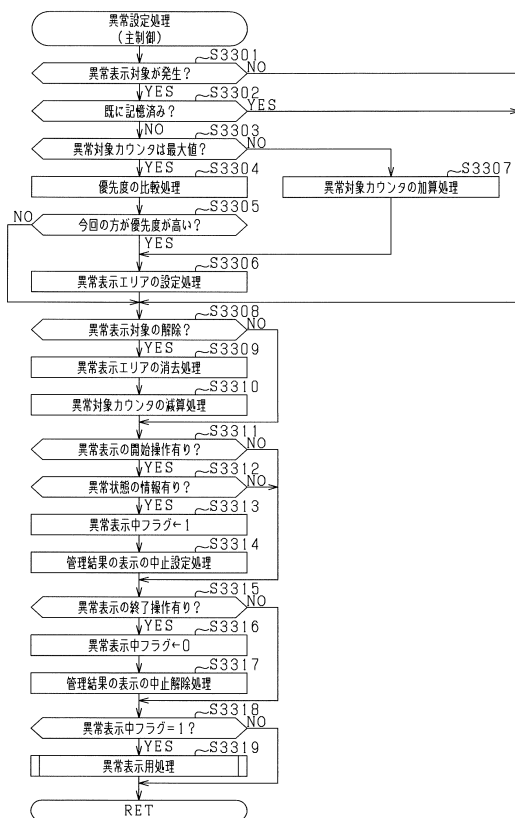 異常設定処理
(主制御)
S3301
異常表示対象が発生?
NO
YES
S3302
既に記憶済み?
YES
NO
S3303
異常対象カウンタは最大値?
NO
YES
S3304
優先度の比較処理
S3307
異常対象カウンタの加算処理
S3305
今回の方が優先度が高い?
NO
YES
S3306
異常表示エリアの設定処理
S3308
異常表示対象の解除?
NO
YES
S3309
異常表示エリアの消去処理
S3310
異常対象カウンタの減算処理
S3311
異常表示の開始操作有り?
NO
YES
S3312
異常状態の情報有り?
NO
YES
S3313
異常表示中フラグ←1
S3314
管理結果の表示の中止設定処理
S3315
異常表示の終了操作有り?
NO
YES
S3316
異常表示中フラグ←0
S3317
管理結果の表示の中止解除処理
S3318
異常表示中フラグ=1?
NO
YES
S3319
異常表示用処理
RET